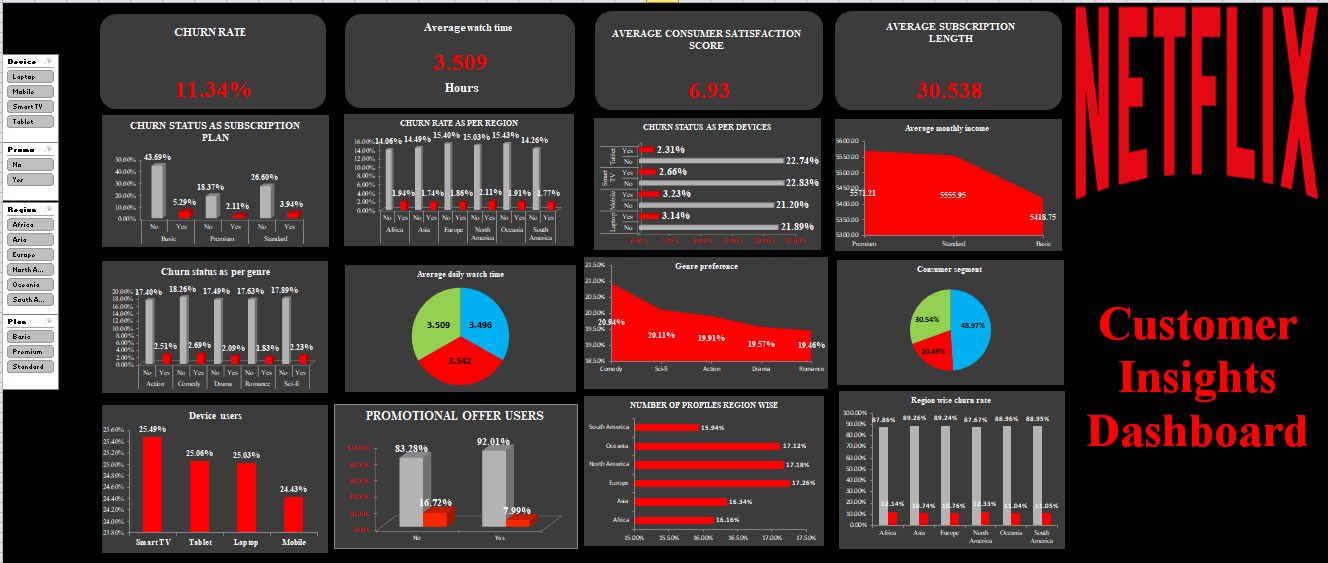 NETFLIX
Customer
Insights
Dashboard
Device
Laptop
Mobile
Smart TV
Tablet
Promo
No
Yes
Region
Africa
Asia
Europe
North A...
Oceania
South A...
Plan
Basic
Premium
Standard
CHURN RATE
11.34%
Average watch time
3.509
Hours
AVERAGE CONSUMER SATISFACTION
SCORE
6.93
AVERAGE SUBSCRIPTION
LENGTH
30.538
CHURN STATUS AS SUBSCRIPTION
PLAN
50.00%
40.00%
30.00%
20.00%
10.00%
0.00%
43.69%
5.29%
18.37%
2.11%
26.60%
3.94%
No Yes No Yes No Yes
Basic Premium Standard
CHURN RATE AS PER REGION
16.00%
14.00%
12.00%
10.00%
8.00%
6.00%
4.00%
2.00%
0.00%
14.06% 14.49% 15.40% 15.03% 15.43% 14.26%
1.94% 1.74% 1.86% 2.11% 1.91% 1.77%
No Yes No Yes No Yes No Yes No Yes No Yes
Africa Asia Europe North America Oceania South America
CHURN STATUS AS PER DEVICES
Tablet Yes 2.31%
No 22.74%
Smart TV Yes 2.66%
No 22.83%
Mobile Yes 3.23%
No 21.20%
Laptop Yes 3.14%
No 21.89%
0.00% 5.00% 10.00% 15.00% 20.00% 25.00%
Average monthly income
5600.00
5550.00
5500.00
5450.00
5400.00
5350.00
5300.00
5571.21
5555.95
5418.75
Premium Standard Basic
Churn status as per genre
20.00%
18.00%
16.00%
14.00%
12.00%
10.00%
8.00%
6.00%
4.00%
2.00%
0.00%
17.40% 18.26% 17.49% 17.63% 17.89%
2.51% 2.69% 2.09% 1.83% 2.23%
No Yes No Yes No Yes No Yes No Yes
Action Comedy Drama Romance Sci-fi
Average daily watch time
3.509
3.496
3.542
Genre preference
21.50%
21.00%
20.50%
20.00%
19.50%
19.00%
18.50%
20.94%
20.11%
19.91%
19.57%
19.46%
Comedy Sci-fi Action Drama Romance
Consumer segment
30.54%
48.97%
20.49%
Device users
25.60%
25.40%
25.20%
25.00%
24.80%
24.60%
24.40%
24.20%
24.00%
23.80%
25.49%
25.06%
25.03%
24.43%
Smart TV Tablet Laptop Mobile
PROMOTIONAL OFFER USERS
100.00%
80.00%
60.00%
40.00%
20.00%
0.00%
83.28%
16.72%
92.01%
7.99%
No Yes
NUMBER OF PROFILES REGION WISE
South America 15.94%
Oceania 17.12%
North America 17.18%
Europe 17.26%
Asia 16.34%
Africa 16.16%
15.00% 15.50% 16.00% 16.50% 17.00% 17.50%
Region wise churn rate
100.00%
90.00%
80.00%
70.00%
60.00%
50.00%
40.00%
30.00%
20.00%
10.00%
0.00%
87.86% 89.26% 89.24% 87.67% 88.96% 88.95%
12.14% 10.74% 10.76% 12.33% 11.04% 11.05%
Africa Asia Europe North America Oceania South America